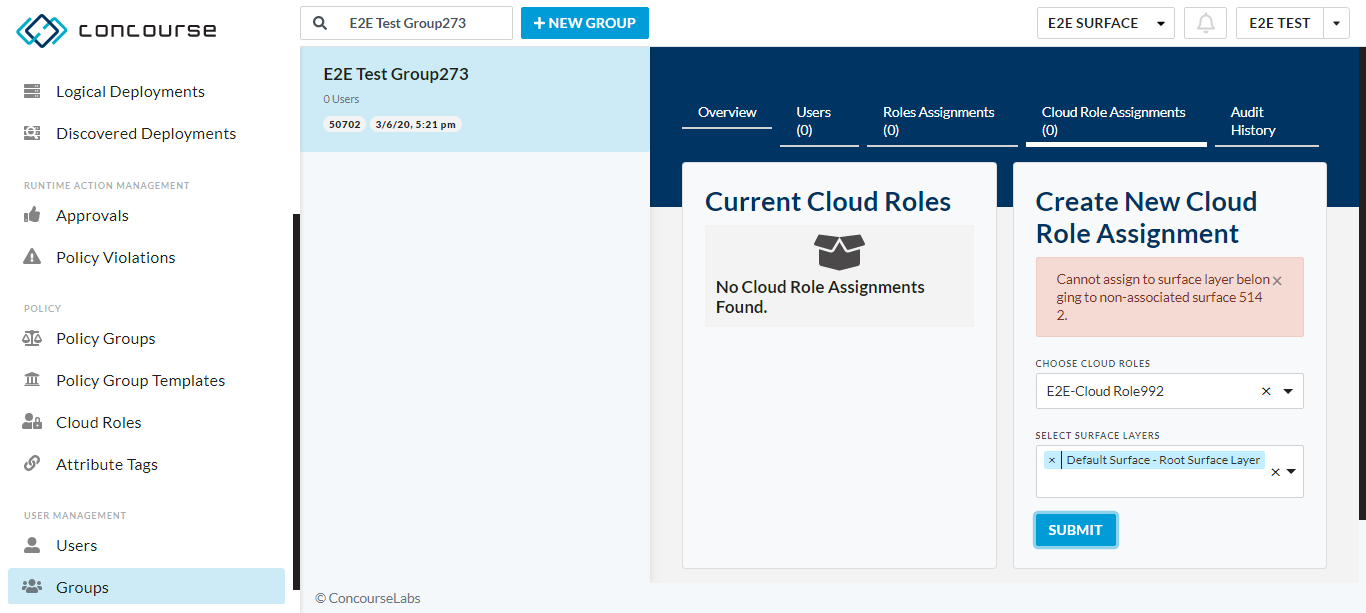 concourse
E2E Test Group273
+ NEW GROUP
E2E SURFACE
E2E TEST
Logical Deployments
Discovered Deployments
RUNTIME ACTION MANAGEMENT
Approvals
Policy Violations
POLICY
Policy Groups
Policy Group Templates
Cloud Roles
Attribute Tags
USER MANAGEMENT
Users
Groups
E2E Test Group273
0 Users
50702 3/6/20, 5:21 pm
Overview
Users
(0)
Roles Assignments
(0)
Cloud Role Assignments
(0)
Audit
History
Current Cloud Roles
No Cloud Role Assignments
Found.
Create New Cloud
Role Assignment
Cannot assign to surface layer belon
ging to non-associated surface 514
2.
×
CHOOSE CLOUD ROLES
E2E-Cloud Role992 ×
SELECT SURFACE LAYERS
× Default Surface - Root Surface Layer
×
SUBMIT
© ConcourseLabs